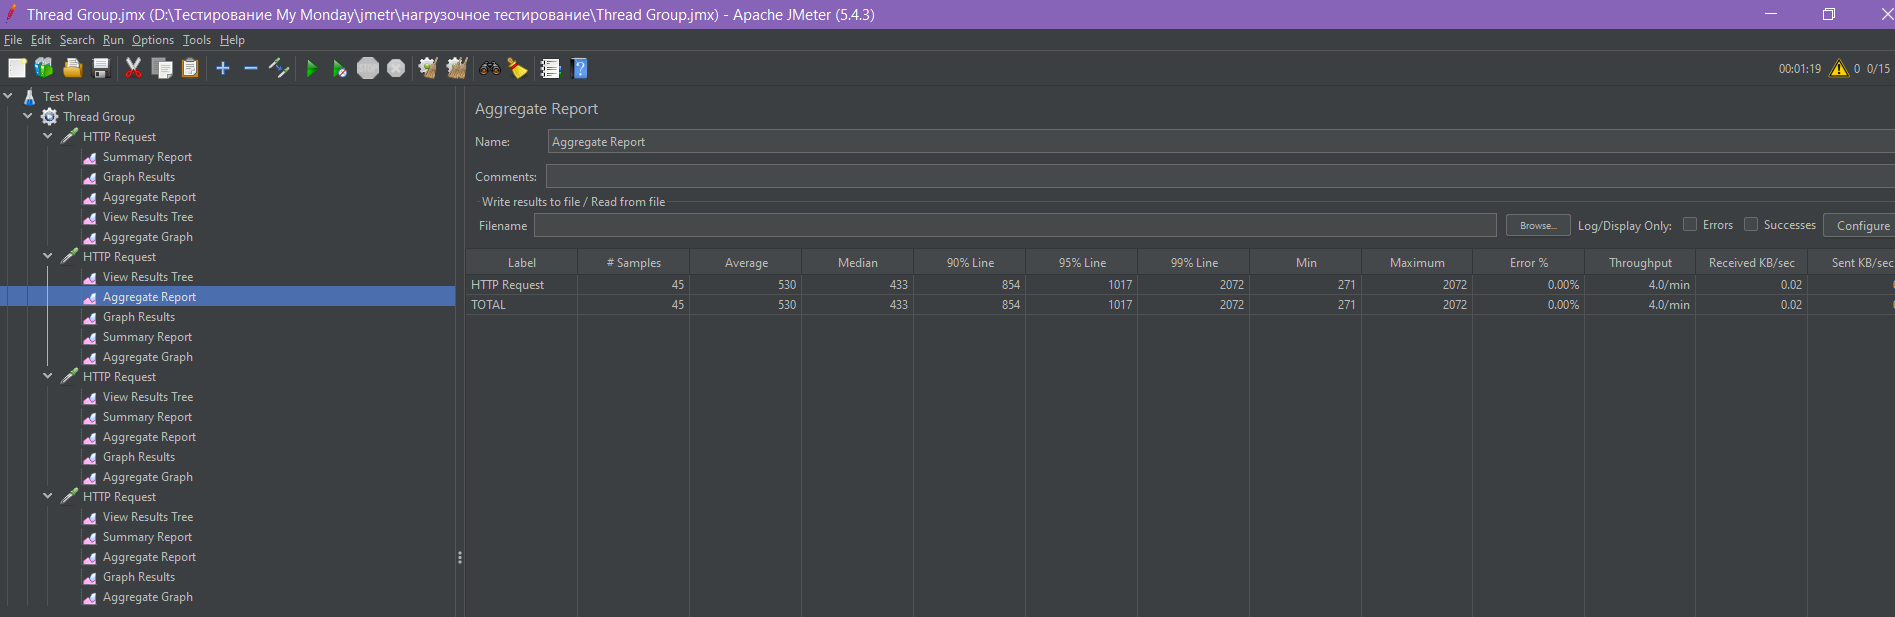 Thread Group.jmx (D:\Тестирование My Monday\jmetr\нагрузочное тестирование\Thread Group.jmx) - Apache JMeter (5.4.3)
File Edit Search Run Options Tools Help
00:01:19 0 0/15
Test Plan
Thread Group
HTTP Request
Summary Report
Graph Results
Aggregate Report
View Results Tree
Aggregate Graph
HTTP Request
View Results Tree
Aggregate Report
Graph Results
Summary Report
Aggregate Graph
HTTP Request
View Results Tree
Summary Report
Aggregate Report
Graph Results
Aggregate Graph
HTTP Request
View Results Tree
Summary Report
Aggregate Report
Graph Results
Aggregate Graph
Aggregate Report
Name: Aggregate Report
Comments:
Write results to file / Read from file
Filename Browse... Log/Display Only: Errors Successes Configure
Label # Samples Average Median 90% Line 95% Line 99% Line Min Maximum Error % Throughput Received KB/sec Sent KB/sec
HTTP Request 45 530 433 854 1017 2072 271 2072 0.00% 4.0/min 0.02
TOTAL 45 530 433 854 1017 2072 271 2072 0.00% 4.0/min 0.02